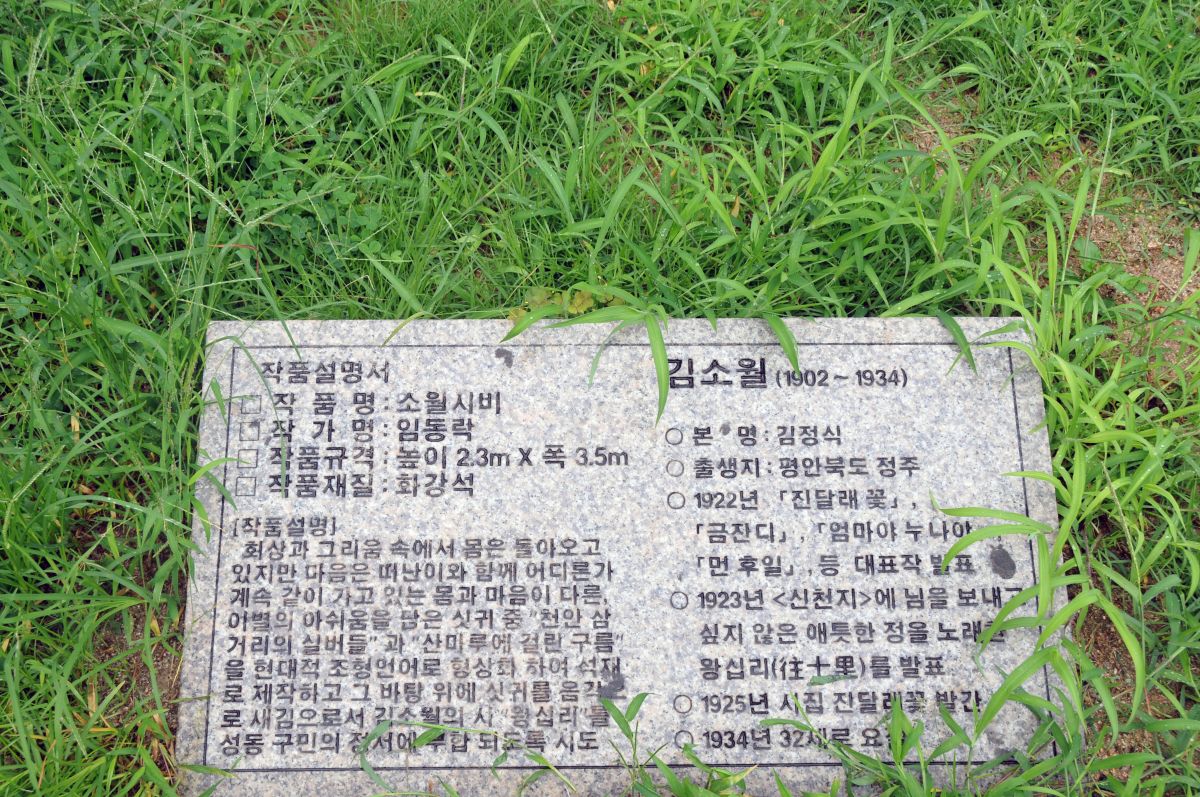 작품설명서
□ 작 품 명 : 소월시비
□ 작 가 명 : 임동락
□ 작품규격 : 높이 2.3m X 폭 3.5m
□ 작품재질 : 화강석
[작품설명]
회상과 그리움 속에서 몸은 돌아오고
있지만 마음은 떠난이와 함께 어디론가
계속 같이 가고 있는 몸과 마음이 다른,
이별의 아쉬움을 담은 싯귀 중 "천안 삼
거리의 실버들" 과 "산미루에 걸린 구름"
을 현대적 조형언어로 형상화 하여 석재
로 제작하고 그 바탕 위에 싯귀를 음각
로 새김으로서 김소월의 시 "왕십리"를
성동 구민의 정서에 부합 되도록 시도
김소월 (1902 ~ 1934)
○ 본 명 : 김정식
○ 출생지 : 평안북도 정주
○ 1922년 「진달래 꽃」,
「금잔디」,「엄마야 누나야
「먼 후일」, 등 대표작 발표
○ 1923년 <신천지>에 님을 보내고
싶지 않은 애틋한 정을 노래한
왕십리(往十里)를 발표
○ 1925년 시집 진달래꽃 발간
○ 1934년 32세로